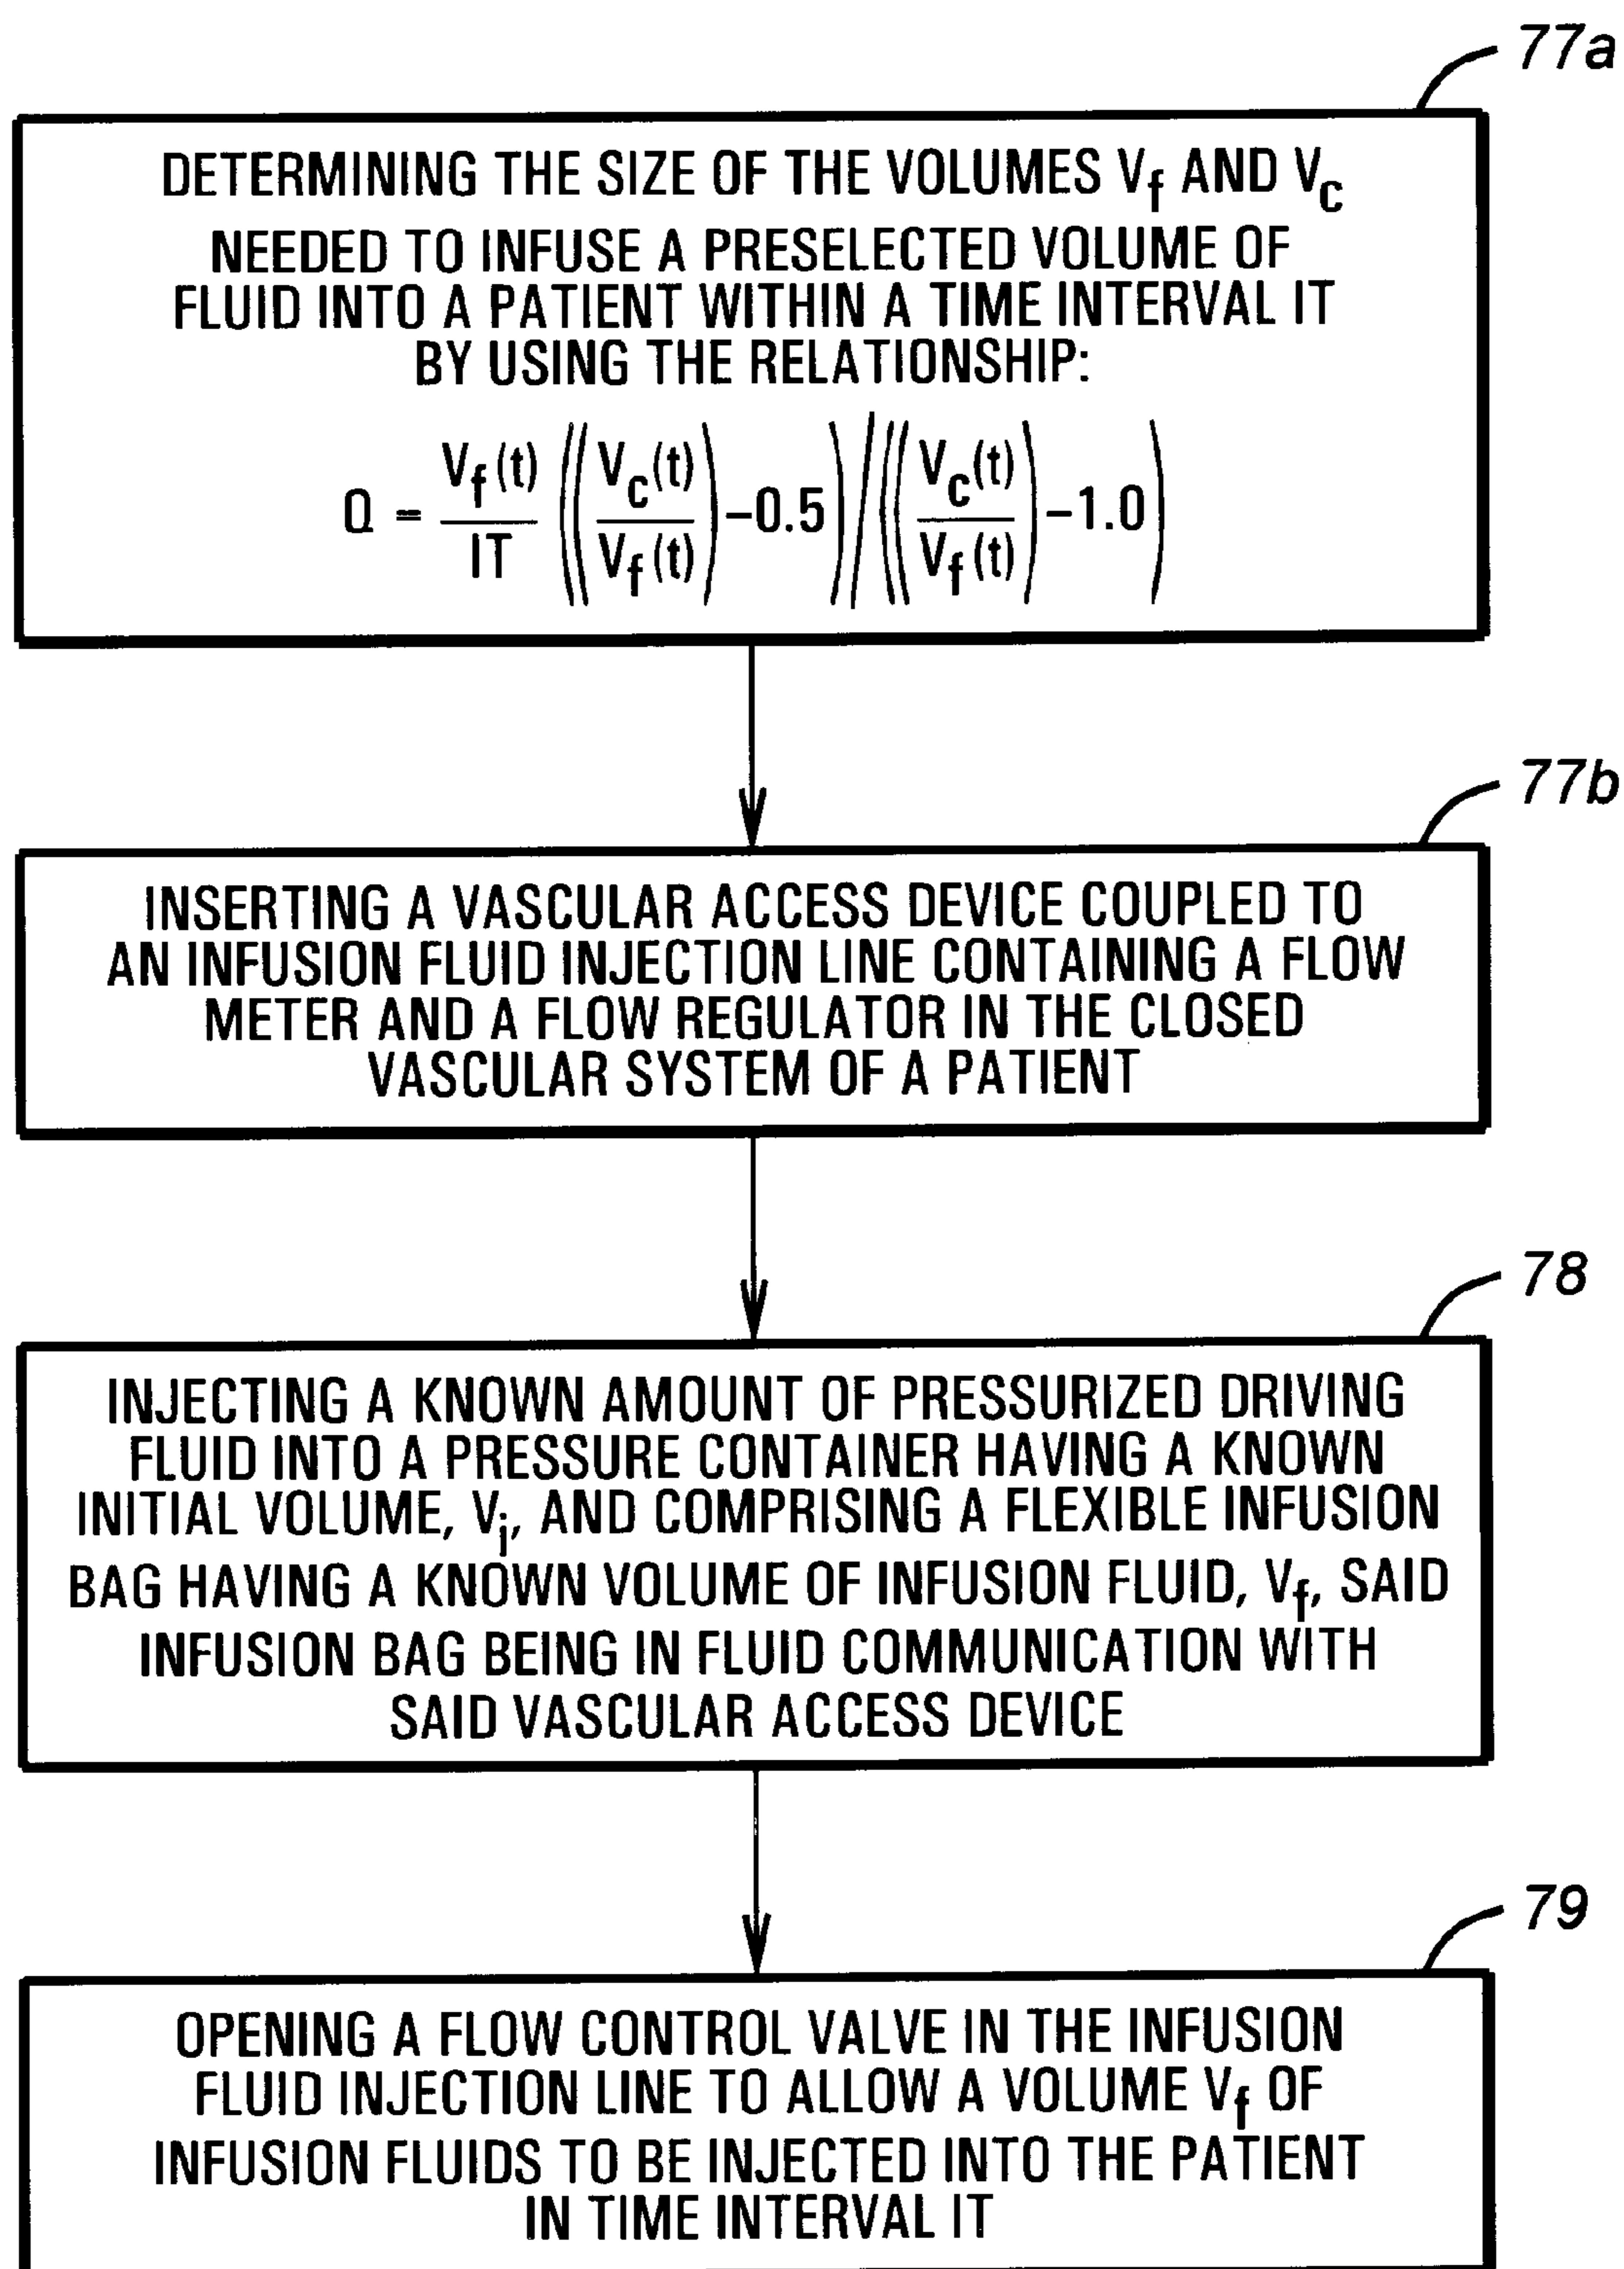 77a
DETERMINING THE SIZE OF THE VOLUMES Vf AND Vc
NEEDED TO INFUSE A PRESELECTED VOLUME OF
FLUID INTO A PATIENT WITHIN A TIME INTERVAL IT
BY USING THE RELATIONSHIP:
Q = Vf(t)/IT ((Vc(t)/Vf(t))-0.5)/((Vc(t)/Vf(t))-1.0)
77b
INSERTING A VASCULAR ACCESS DEVICE COUPLED TO
AN INFUSION FLUID INJECTION LINE CONTAINING A FLOW
METER AND A FLOW REGULATOR IN THE CLOSED
VASCULAR SYSTEM OF A PATIENT
78
INJECTING A KNOWN AMOUNT OF PRESSURIZED DRIVING
FLUID INTO A PRESSURE CONTAINER HAVING A KNOWN
INITIAL VOLUME, Vi, AND COMPRISING A FLEXIBLE INFUSION
BAG HAVING A KNOWN VOLUME OF INFUSION FLUID, Vf, SAID
INFUSION BAG BEING IN FLUID COMMUNICATION WITH
SAID VASCULAR ACCESS DEVICE
79
OPENING A FLOW CONTROL VALVE IN THE INFUSION
FLUID INJECTION LINE TO ALLOW A VOLUME Vf OF
INFUSION FLUIDS TO BE INJECTED INTO THE PATIENT
IN TIME INTERVAL IT